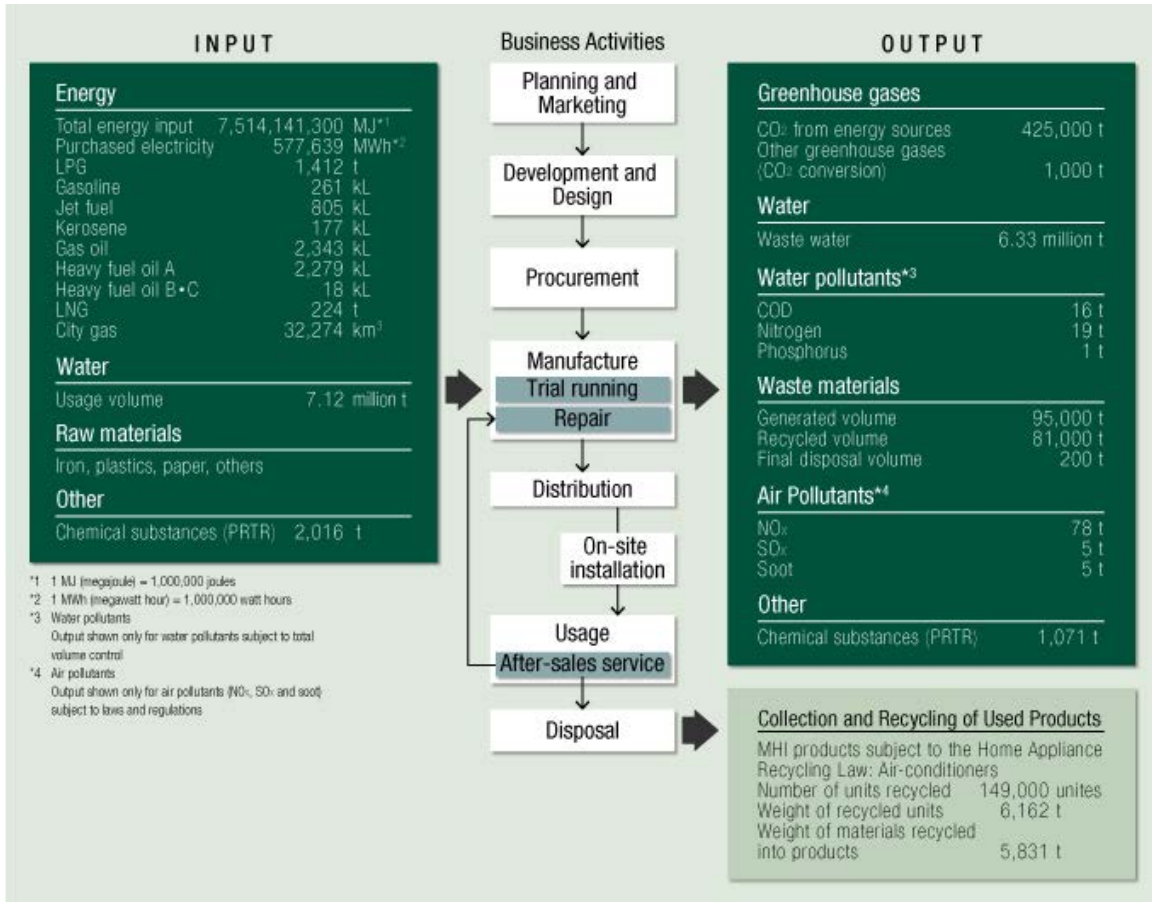 INPUT
Energy
Total energy input 7,514,141,300 MJ*1
Purchased electricity 577,639 MWh*2
LPG 1,412 t
Gasoline 261 kL
Jet fuel 805 kL
Kerosene 177 kL
Gas oil 2,343 kL
Heavy fuel oil A 2,279 kL
Heavy fuel oil B•C 18 kL
LNG 224 t
City gas 32,274 km3
Water
Usage volume 7.12 million t
Raw materials
Iron, plastics, paper, others
Other
Chemical substances (PRTR) 2,016 t
*1 1 MJ (megajoule) = 1,000,000 joules
*2 1 MWh (megawatt hour) = 1,000,000 watt hours
*3 Water pollutants
Output shown only for water pollutants subject to total
volume control
*4 Air pollutants
Output shown only for air pollutants (NOx, SOx and soot)
subject to laws and regulations
Business Activities
Planning and
Marketing
Development and
Design
Procurement
Manufacture
Trial running
Repair
Distribution
On-site
installation
Usage
After-sales service
Disposal
OUTPUT
Greenhouse gases
CO2 from energy sources 425,000 t
Other greenhouse gases
(CO2 conversion) 1,000 t
Water
Waste water 6.33 million t
Water pollutants*3
COD 16 t
Nitrogen 19 t
Phosphorus 1 t
Waste materials
Generated volume 95,000 t
Recycled volume 81,000 t
Final disposal volume 200 t
Air Pollutants*4
NOx 78 t
SOx 5 t
Soot 5 t
Other
Chemical substances (PRTR) 1,071 t
Collection and Recycling of Used Products
MHI products subject to the Home Appliance
Recycling Law: Air-conditioners
Number of units recycled 149,000 unites
Weight of recycled units 6,162 t
Weight of materials recycled
into products 5,831 t